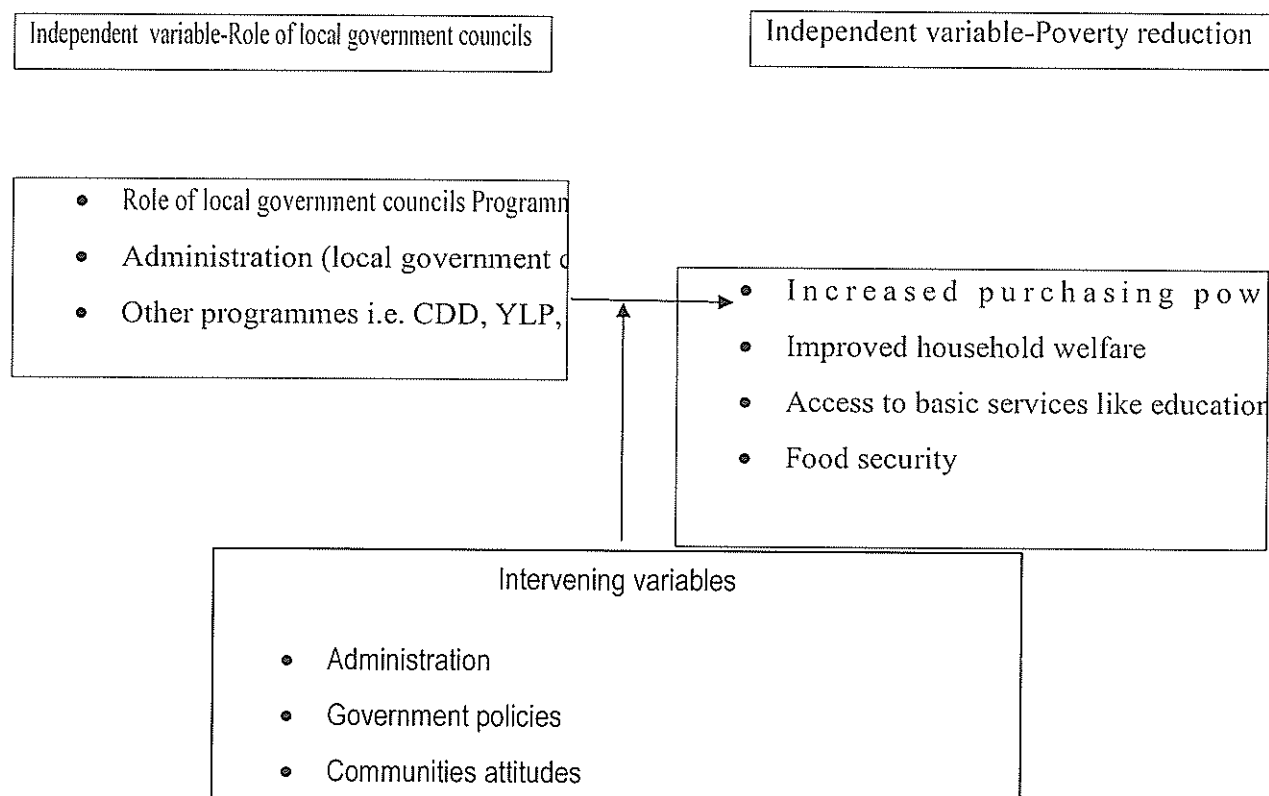 Independent variable-Role of local government councils
Independent variable-Poverty reduction
• Role of local government councils Programm
• Administration (local government
• Other programmes i.e. CDD, YLP,
• Increased purchasing pow
• Improved household welfare
• Access to basic services like education
• Food security
Intervening variables
• Administration
• Government policies
• Communities attitudes